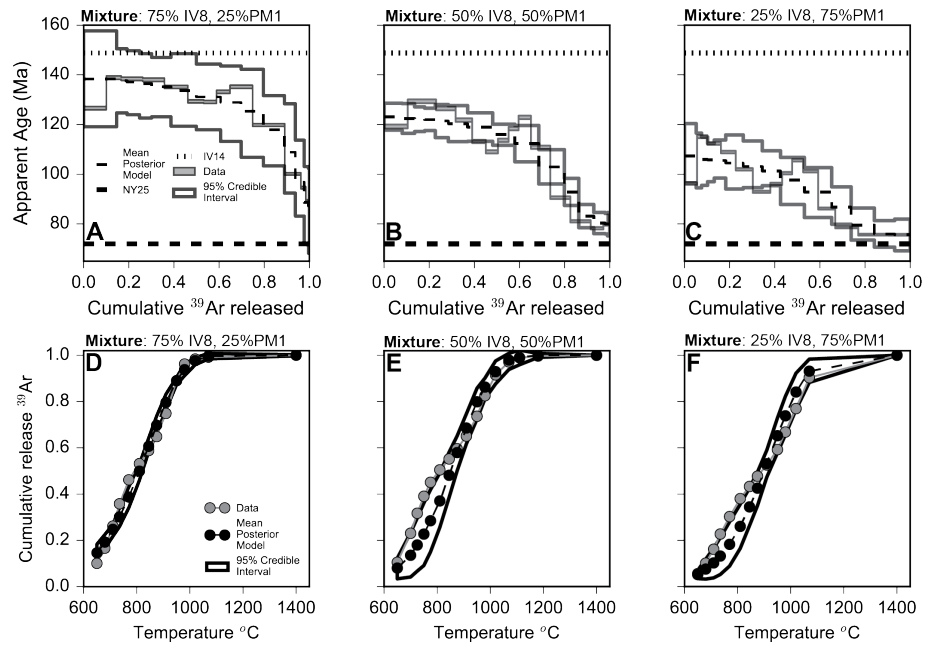 Mixture: 75% IV8, 25%PM1
Mixture: 50% IV8, 50%PM1
Mixture: 25% IV8, 75%PM1
Apparent Age (Ma)
160
140
120
100
80
Mean
Posterior
Model
NY25
IV14
Data
95% Credible
Interval
A
B
C
0.0 0.2 0.4 0.6 0.8 1.0
0.0 0.2 0.4 0.6 0.8 1.0
0.0 0.2 0.4 0.6 0.8 1.0
Cumulative ³⁹Ar released
Cumulative ³⁹Ar released
Cumulative ³⁹Ar released
Mixture: 75% IV8, 25%PM1
Mixture: 50% IV8, 50%PM1
Mixture: 25% IV8, 75%PM1
Cumulative release ³⁹Ar
1.0
0.8
0.6
0.4
0.2
0.0
D
E
F
Data
Mean
Posterior
Model
95% Credible
Interval
600 800 1000 1200 1400
600 800 1000 1200 1400
600 800 1000 1200 1400
Temperature °C
Temperature °C
Temperature °C